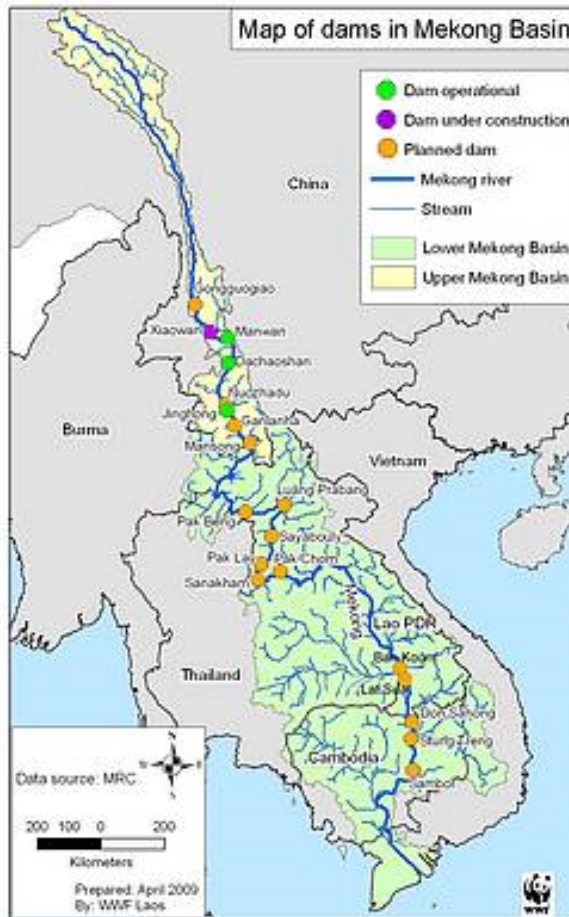 Map of dams in Mekong Basin
Dam operational
Dam under construction
Planned dam
Mekong river
Stream
Lower Mekong Basin
Upper Mekong Basin
China
Gongguoqiao
Xiaowan
Manwan
Dachaoshan
Nuozhadu
Jinghong
Ganlanha
Mansong
Burma
Vietnam
Luang Prabang
Pak Beng
Sayabouly
Pak Lay
Pak Chom
Sanakham
Mekong
Lao PDR
Ban Koum
Thailand
Lat Sua
Don Sahong
Stung Treng
Cambodia
Sambor
Data source: MRC
N
W
S
200 100 0 200
Kilometers
Prepared: April 2009
By: WWF Laos
WWF